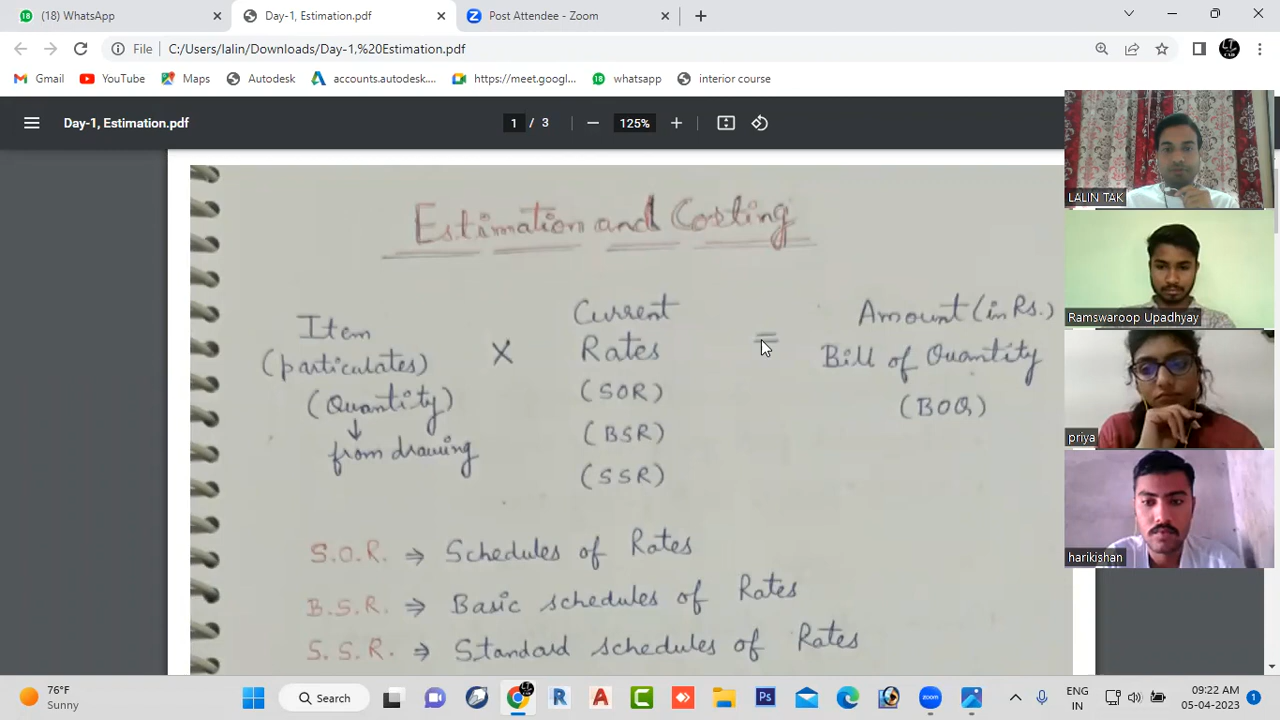 (18) WhatsApp
Day-1, Estimation.pdf
Post Attendee - Zoom
File
C:/Users/lalin/Downloads/Day-1,%20Estimation.pdf
Gmail
YouTube
Maps
Autodesk
accounts.autodesk....
https://meet.googl...
whatsapp
interior course
Day-1, Estimation.pdf
1 / 3
125%
Estimation and Costing
Item
(particulates)
(Quantity)
from drawing
X
Current
Rates
(SOR)
(BSR)
(SSR)
=
Amount (in Rs.)
Bill of Quantity
(BOQ)
S.O.R. ⇒ Schedules of Rates
B.S.R. ⇒ Basic schedules of Rates
S.S.R. ⇒ Standard schedules of Rates
LALIN TAK
Ramswaroop Upadhyay
priya
harikishan
76°F
Sunny
Search
ENG
IN
09:22 AM
05-04-2023